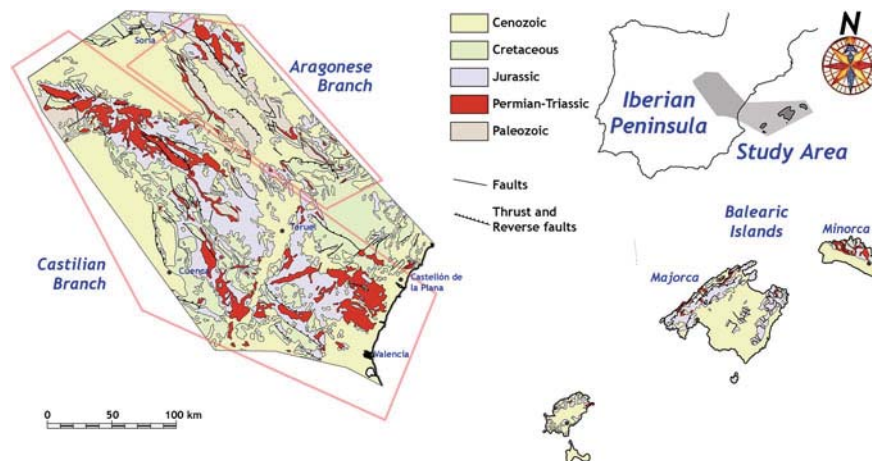 Soria
Aragonese
Branch
Teruel
Cuenca
Castilian
Branch
Castellón de
la Plana
Valencia
0 50 100 km
Cenozoic
Cretaceous
Jurassic
Permian-Triassic
Paleozoic
Faults
Thrust and
Reverse faults
N
Iberian
Peninsula
Study Area
Balearic
Islands
Minorca
Majorca